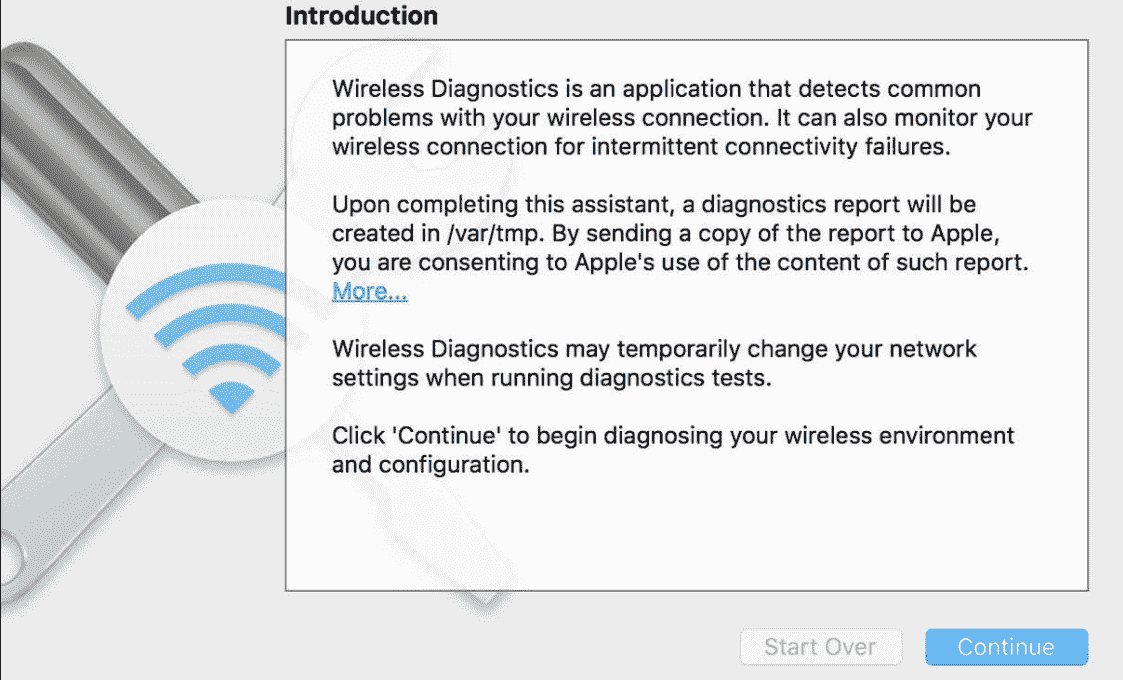 Introduction
Wireless Diagnostics is an application that detects common
problems with your wireless connection. It can also monitor your
wireless connection for intermittent connectivity failures.
Upon completing this assistant, a diagnostics report will be
created in /var/tmp. By sending a copy of the report to Apple,
you are consenting to Apple's use of the content of such report.
More...
Wireless Diagnostics may temporarily change your network
settings when running diagnostics tests.
Click 'Continue' to begin diagnosing your wireless environment
and configuration.
Start Over
Continue